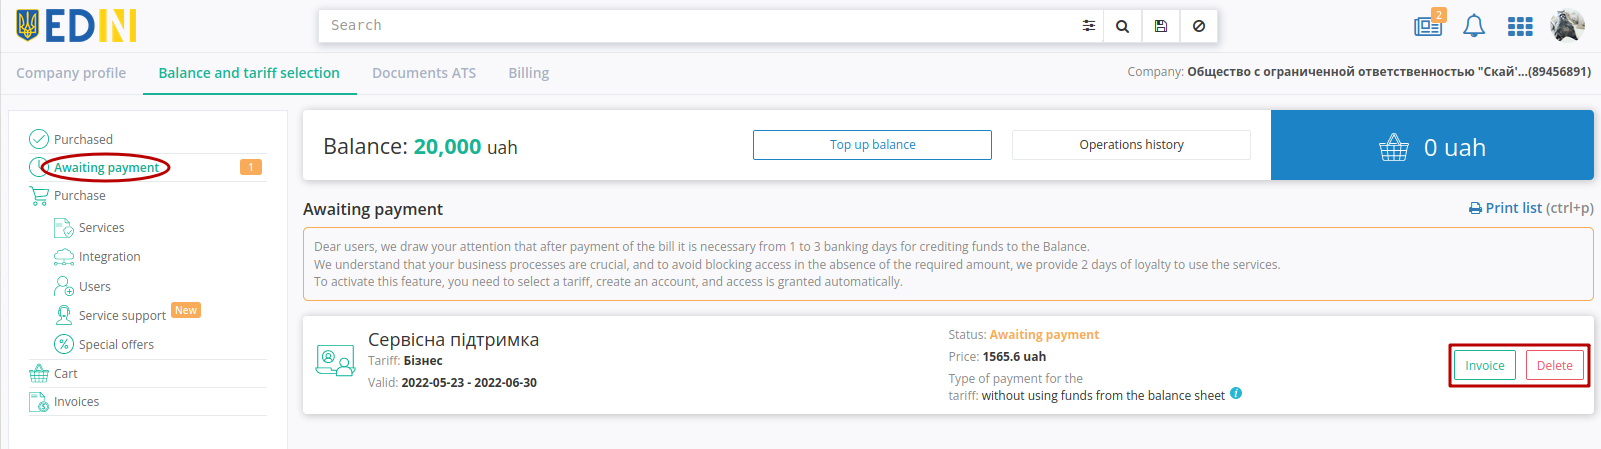 EDIN
Search
2
Company profile
Balance and tariff selection
Documents ATS
Billing
Company: Общество с ограниченной ответственностью "Скай'...(89456891)
Purchased
Awaiting payment 1
Purchase
Services
Integration
Users
Service support New
Special offers
Cart
Invoices
Balance: 20,000 uah
Top up balance
Operations history
0 uah
Awaiting payment
Print list (ctrl+p)
Dear users, we draw your attention that after payment of the bill it is necessary from 1 to 3 banking days for crediting funds to the Balance.
We understand that your business processes are crucial, and to avoid blocking access in the absence of the required amount, we provide 2 days of loyalty to use the services.
To activate this feature, you need to select a tariff, create an account, and access is granted automatically.
Сервісна підтримка
Tariff: Бізнес
Valid: 2022-05-23 - 2022-06-30
Status: Awaiting payment
Price: 1565.6 uah
Type of payment for the
tariff: without using funds from the balance sheet i
Invoice
Delete